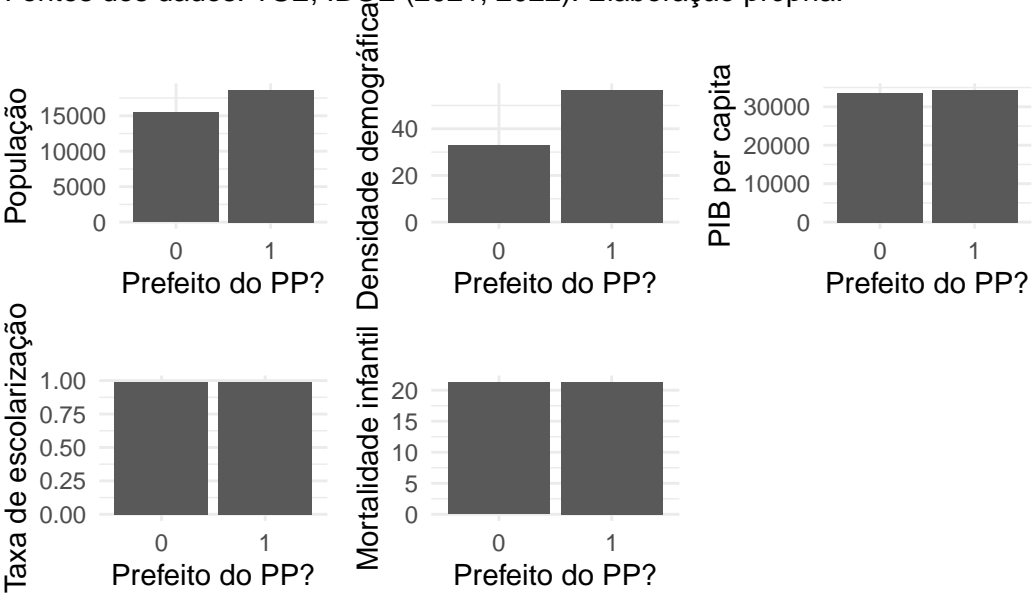 População
15000
10000
5000
0
0 1
Prefeito do PP?
Densidade demográfica
40
20
0
0 1
Prefeito do PP?
PIB per capita
30000
20000
10000
0
0 1
Prefeito do PP?
Taxa de escolarização
1.00
0.75
0.50
0.25
0.00
0 1
Prefeito do PP?
Mortalidade infantil
20
15
10
5
0
0 1
Prefeito do PP?